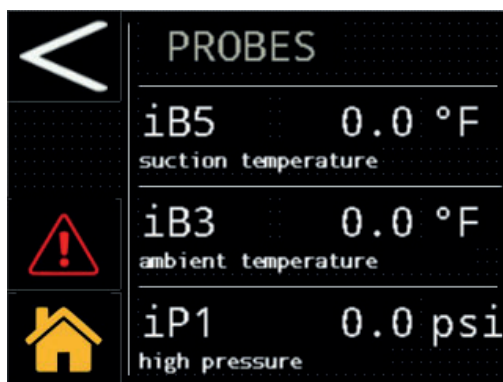 PROBES
iB5 0.0 °F
suction temperature
iB3 0.0 °F
ambient temperature
iP1 0.0 psi
high pressure